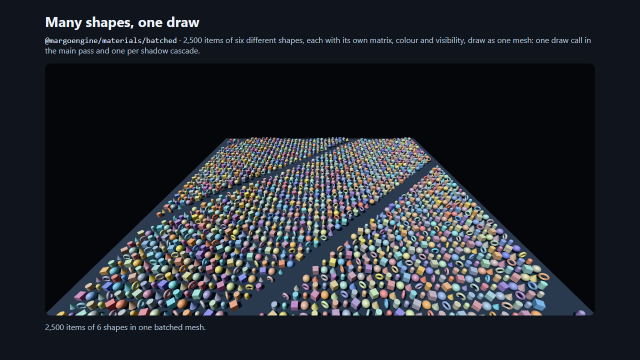 Many shapes, one draw
@margoengine/materials/batched · 2,500 items of six different shapes, each with its own matrix, colour and visibility, draw as one mesh: one draw call in
the main pass and one per shadow cascade.
2,500 items of 6 shapes in one batched mesh.